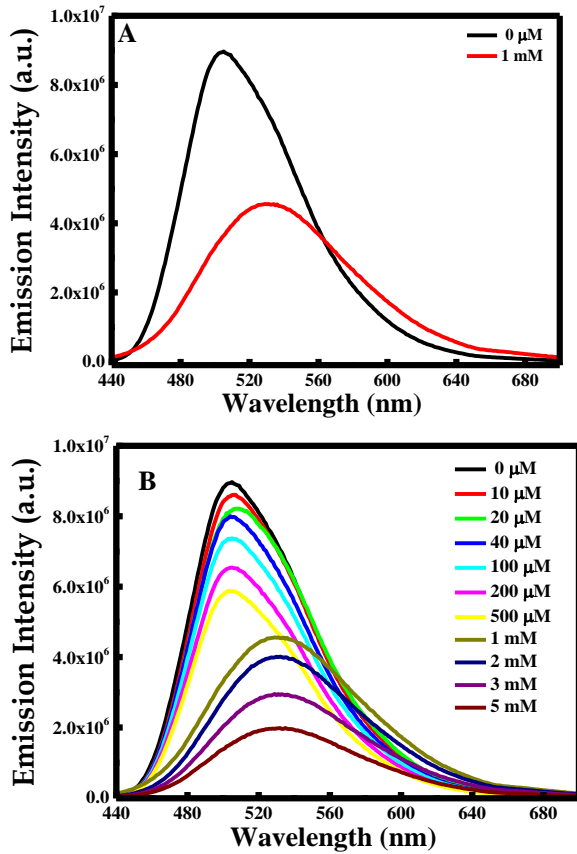 A
0 μM
1 mM
1.0x10⁷
8.0x10⁶
6.0x10⁶
4.0x10⁶
2.0x10⁶
0.0
Emission Intensity (a.u.)
440 480 520 560 600 640 680
Wavelength (nm)
B
0 μM
10 μM
20 μM
40 μM
100 μM
200 μM
500 μM
1 mM
2 mM
3 mM
5 mM
1.0x10⁷
8.0x10⁶
6.0x10⁶
4.0x10⁶
2.0x10⁶
0.0
Emission Intensity (a.u.)
440 480 520 560 600 640 680
Wavelength (nm)